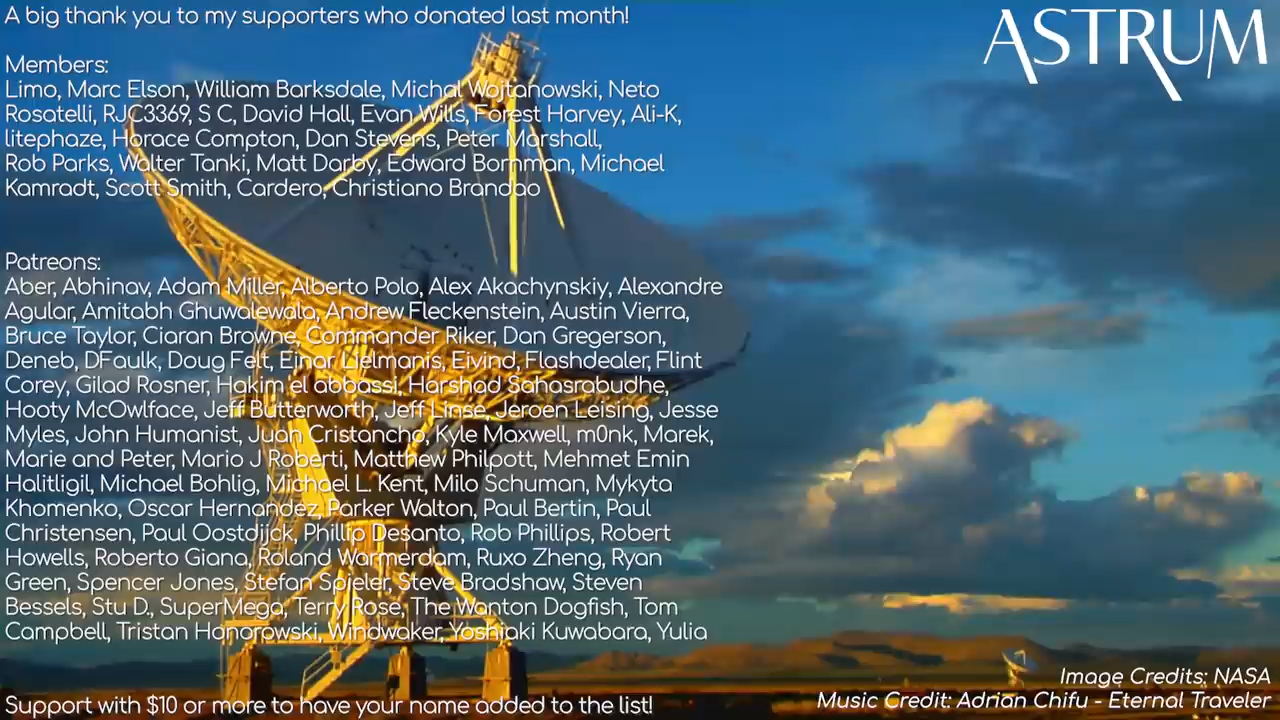 A big thank you to my supporters who donated last month!
ASTRUM
Members:
Limo, Marc Elson, William Barksdale, Michal Wojtanowski, Neto
Rosatelli, RJC3369, S C, David Hall, Evan Wills, Forest Harvey, Ali-K,
litephaze, Horace Compton, Dan Stevens, Peter Marshall,
Rob Parks, Walter Tanki, Matt Darby, Edward Bornman, Michael
Kamradt, Scott Smith, Cardero, Christiano Brandao
Patreons:
Aber, Abhinav, Adam Miller, Alberto Polo, Alex Akachynskiy, Alexandre
Agular, Amitabh Ghuwalewala, Andrew Fleckenstein, Austin Vierra,
Bruce Taylor, Ciaran Browne, Commander Riker, Dan Gregerson,
Deneb, DFaulk, Doug Felt, Einar Lielmanis, Eivind, Flashdealer, Flint
Corey, Gilad Rosner, Hakim el abbassi, Harshad Sahasrabudhe,
Hooty McOwlface, Jeff Butterworth, Jeff Linse, Jeroen Leising, Jesse
Myles, John Humanist, Juan Cristancho, Kyle Maxwell, m0nk, Marek,
Marie and Peter, Mario J Roberti, Matthew Philpott, Mehmet Emin
Halitligil, Michael Bohlig, Michael L. Kent, Milo Schuman, Mykyta
Khomenko, Oscar Hernandez, Parker Walton, Paul Bertin, Paul
Christensen, Paul Oostdijck, Phillip Desanto, Rob Phillips, Robert
Howells, Roberto Giana, Roland Warmerdam, Ruxo Zheng, Ryan
Green, Spencer Jones, Stefan Spieler, Steve Bradshaw, Steven
Bessels, Stu D, SuperMega, Terry Rose, The Wanton Dogfish, Tom
Campbell, Tristan Honorowski, Windwaker, Yoshiaki Kuwabara, Yulia
Support with $10 or more to have your name added to the list!
Image Credits: NASA
Music Credit: Adrian Chifu - Eternal Traveler